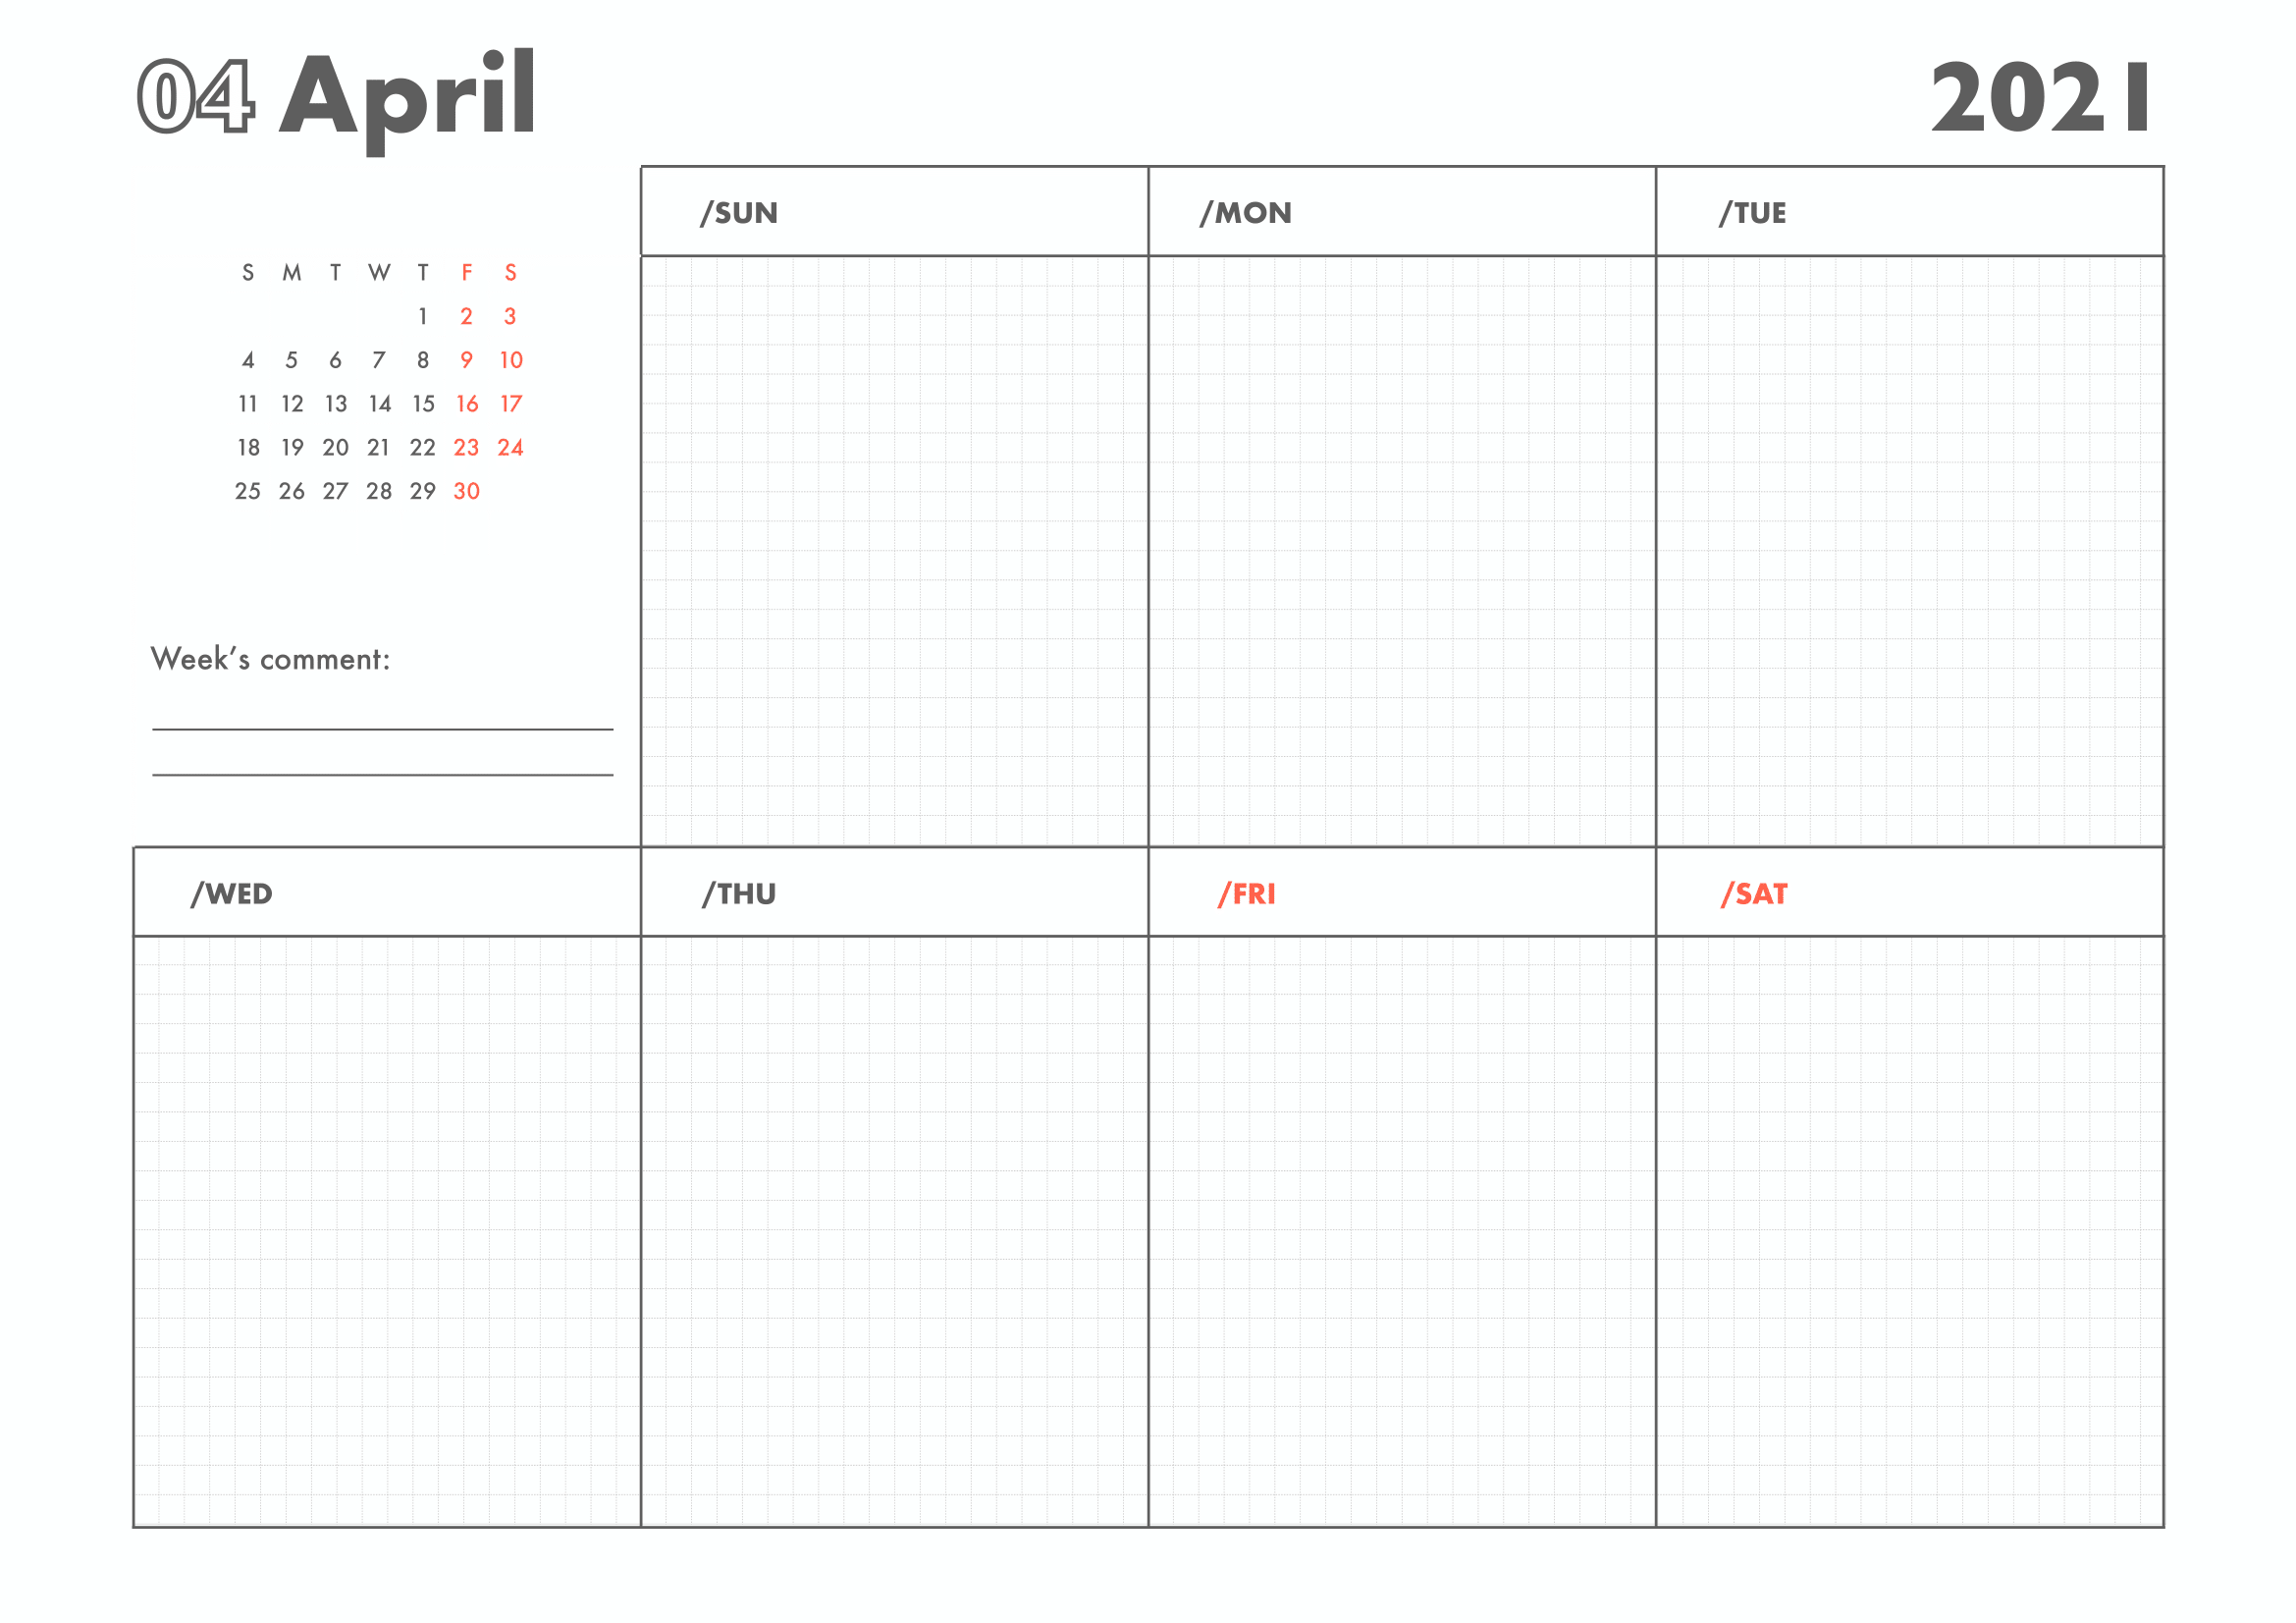 04 April
2021
/SUN /MON /TUE
S M T W T F S
1 2 3
4 5 6 7 8 9 10
11 12 13 14 15 16 17
18 19 20 21 22 23 24
25 26 27 28 29 30
Week’s comment:
/WED /THU /FRI /SAT